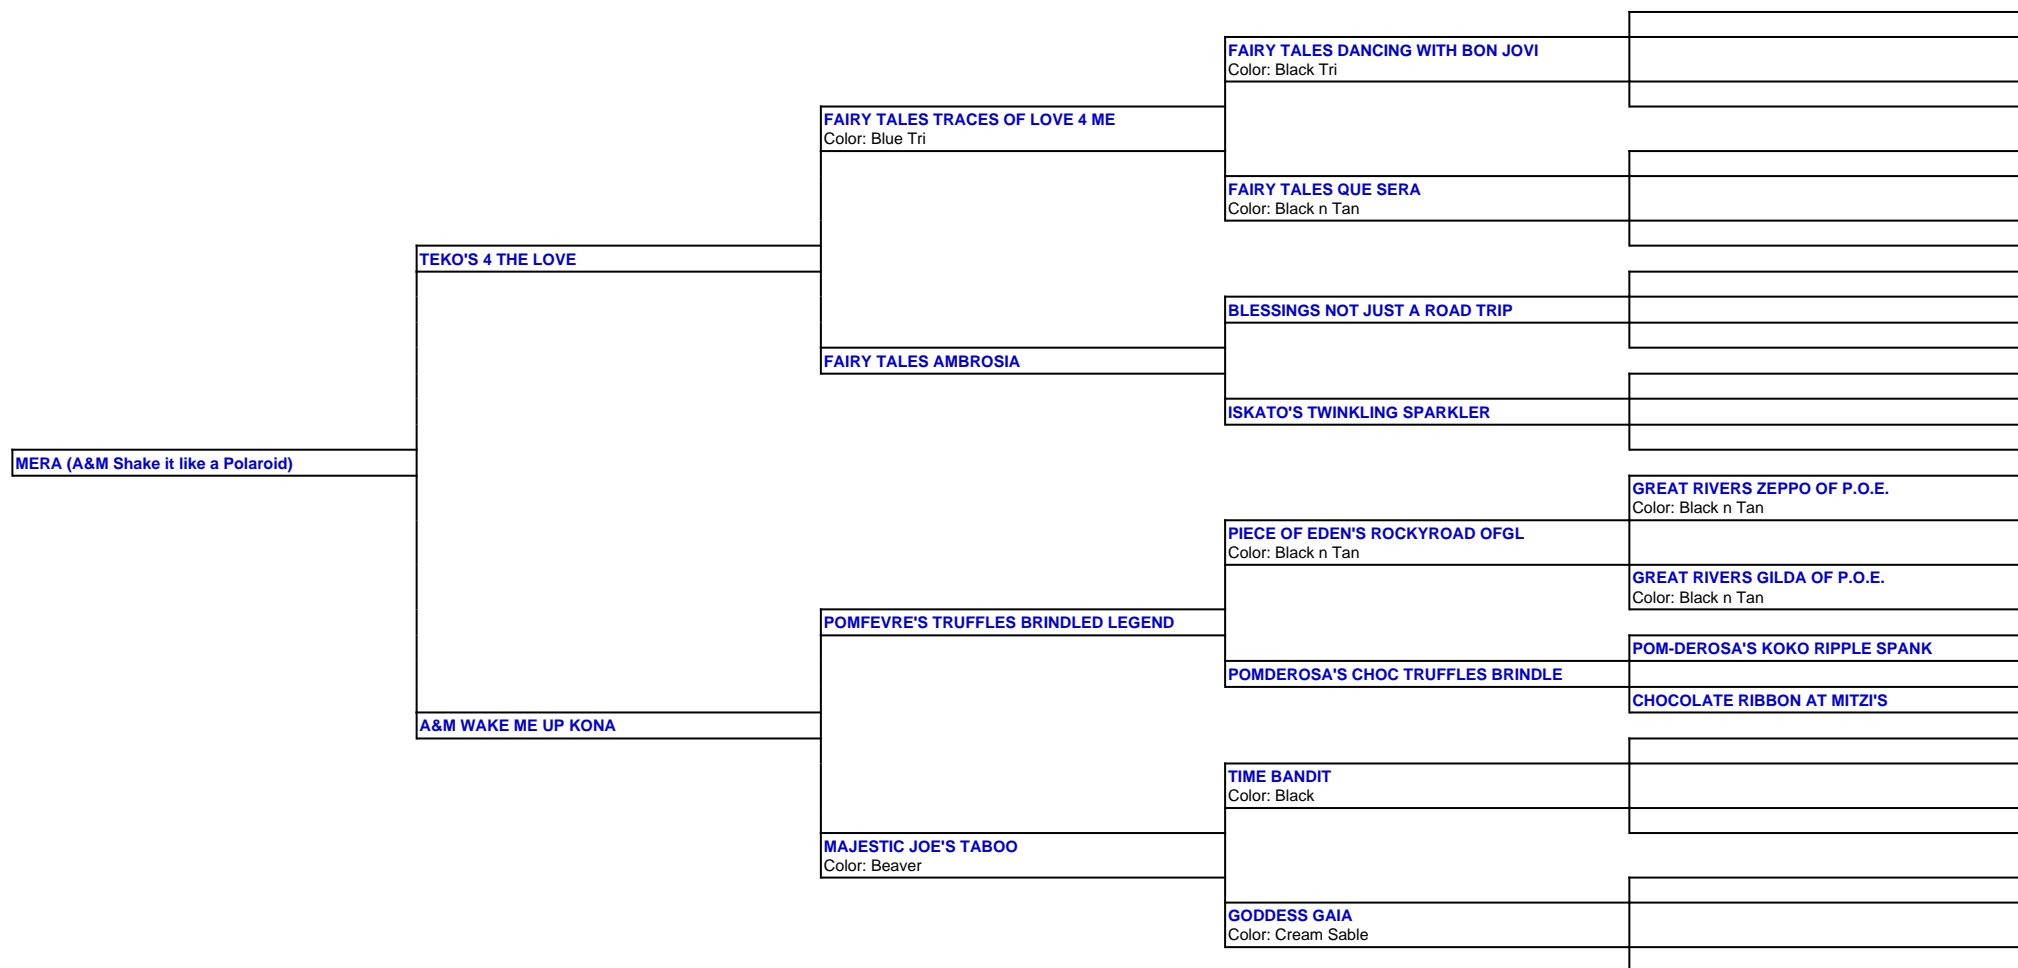 FAIRY TALES DANCING WITH BON JOVI
Color: Black Tri
FAIRY TALES TRACES OF LOVE 4 ME
Color: Blue Tri
FAIRY TALES QUE SERA
Color: Black n Tan
TEKO'S 4 THE LOVE
BLESSINGS NOT JUST A ROAD TRIP
FAIRY TALES AMBROSIA
ISKATO'S TWINKLING SPARKLER
MERA (A&M Shake it like a Polaroid)
GREAT RIVERS ZEPPO OF P.O.E.
Color: Black n Tan
PIECE OF EDEN'S ROCKYROAD OFGL
Color: Black n Tan
GREAT RIVERS GILDA OF P.O.E.
Color: Black n Tan
POMFEVRE'S TRUFFLES BRINDLED LEGEND
POM-DEROSA'S KOKO RIPPLE SPANK
POMDEROSA'S CHOC TRUFFLES BRINDLE
CHOCOLATE RIBBON AT MITZI'S
A&M WAKE ME UP KONA
TIME BANDIT
Color: Black
MAJESTIC JOE'S TABOO
Color: Beaver
GODDESS GAIA
Color: Cream Sable